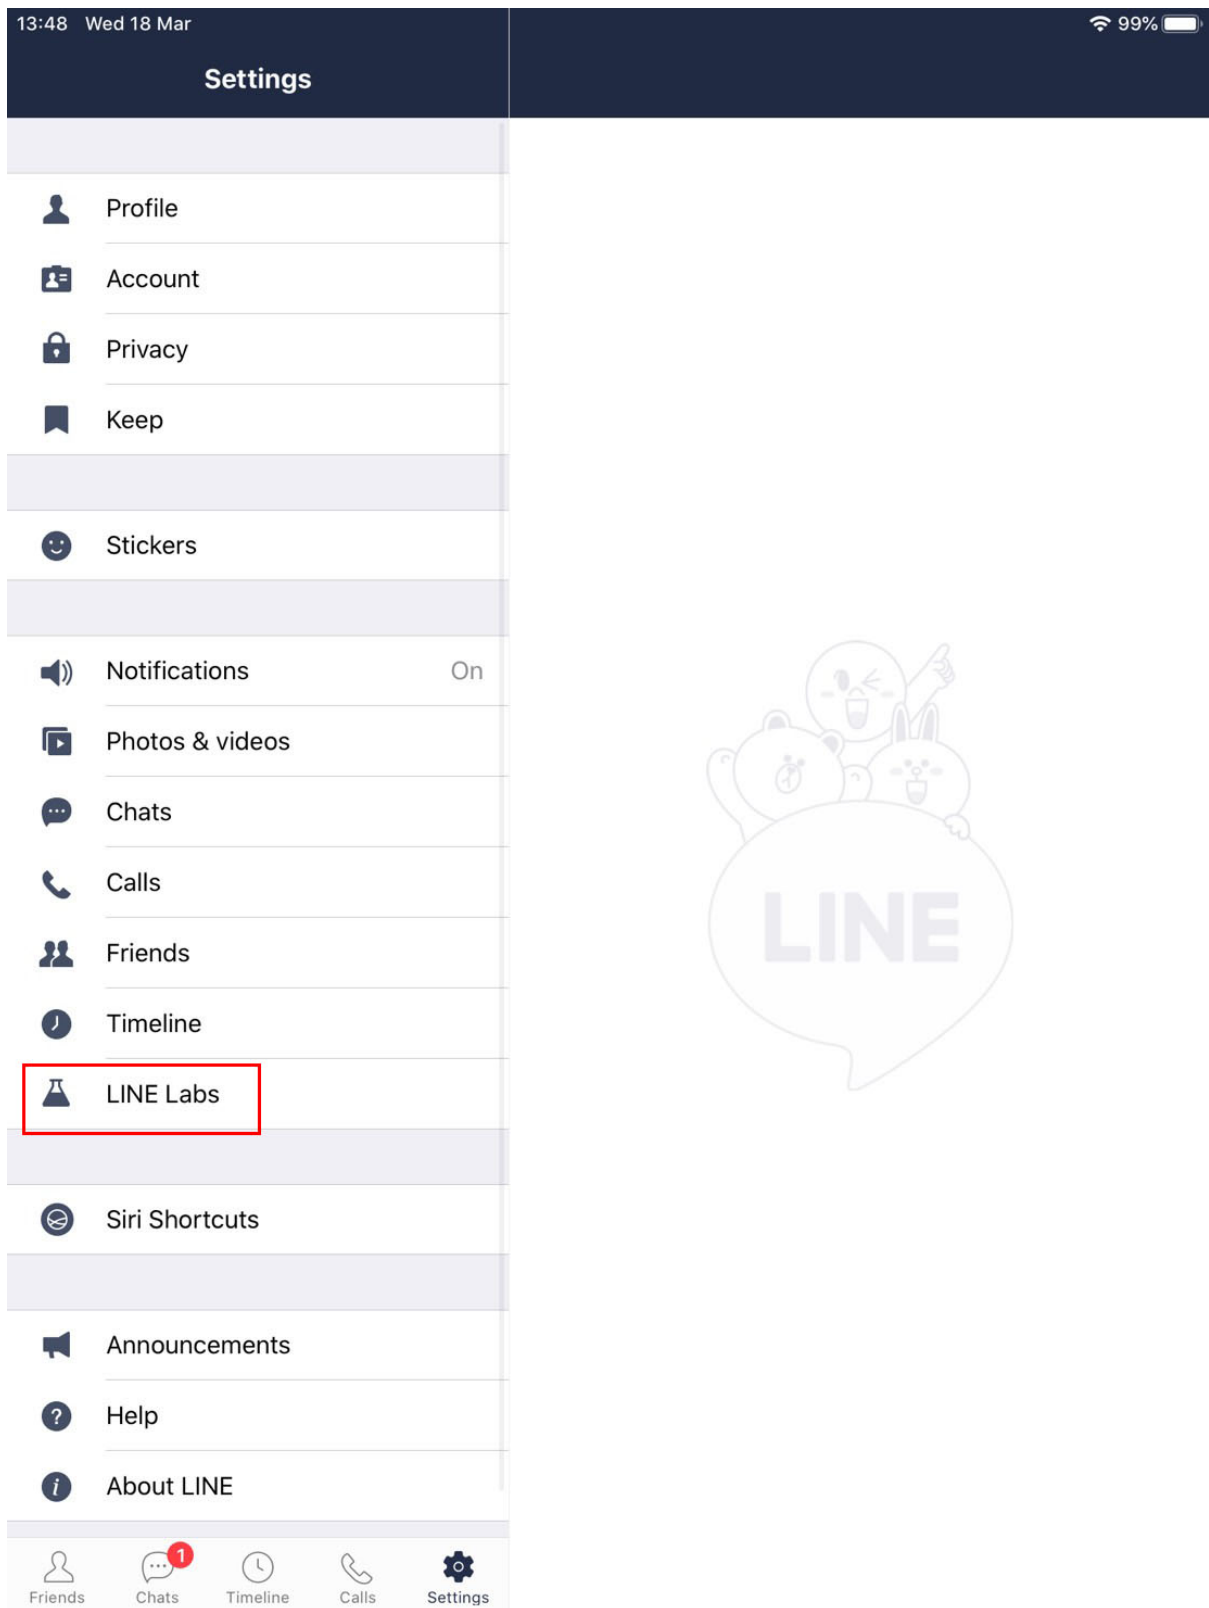 13:48 Wed 18 Mar
99%
Settings
Profile
Account
Privacy
Keep
Stickers
Notifications On
Photos & videos
Chats
Calls
Friends
Timeline
LINE Labs
Siri Shortcuts
Announcements
Help
About LINE
1
Friends Chats Timeline Calls Settings
LINE